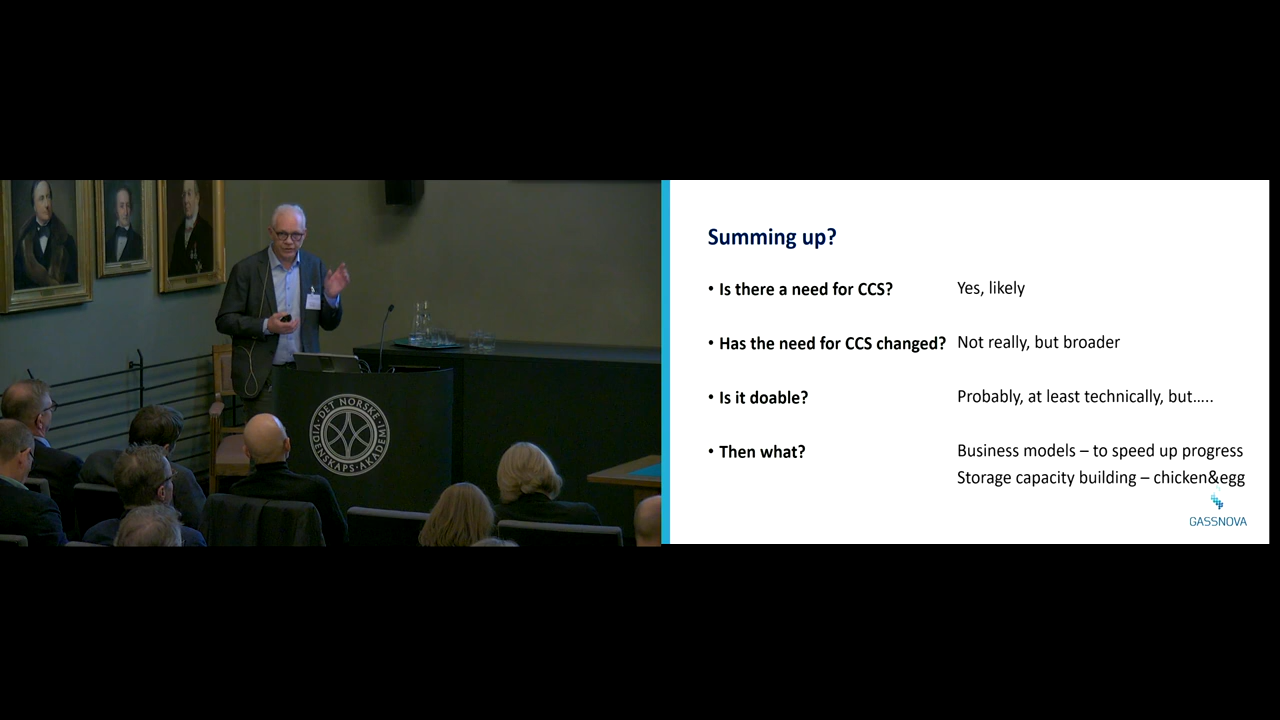 DET NORSKE
VIDENSKAPS-AKADEMI
Summing up?
• Is there a need for CCS? Yes, likely
• Has the need for CCS changed? Not really, but broader
• Is it doable? Probably, at least technically, but…..
• Then what? Business models – to speed up progress
Storage capacity building – chicken&egg
GASSNOVA